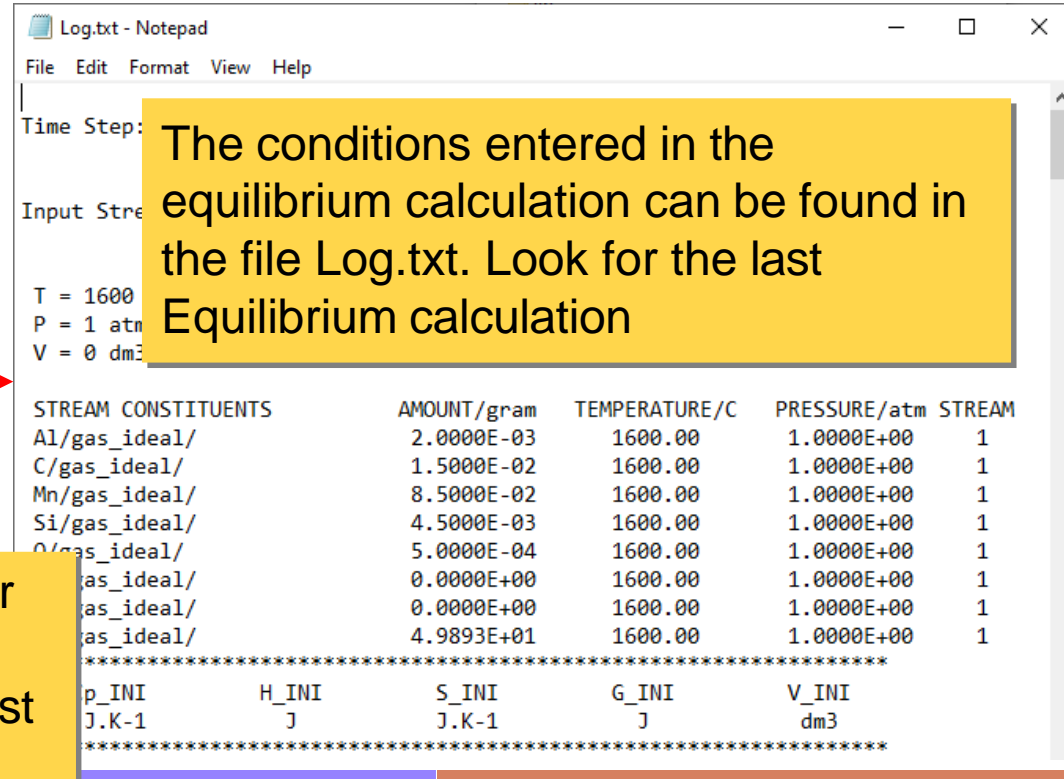 Log.txt - Notepad
File Edit Format View Help
Time Step:
The conditions entered in the
equilibrium calculation can be found in
the file Log.txt. Look for the last
Equilibrium calculation
Input Stre
T = 1600
P = 1 atm
V = 0 dm3
STREAM CONSTITUENTS AMOUNT/gram TEMPERATURE/C PRESSURE/atm STREAM
Al/gas_ideal/ 2.0000E-03 1600.00 1.0000E+00 1
C/gas_ideal/ 1.5000E-02 1600.00 1.0000E+00 1
Mn/gas_ideal/ 8.5000E-02 1600.00 1.0000E+00 1
Si/gas_ideal/ 4.5000E-03 1600.00 1.0000E+00 1
O/gas_ideal/ 5.0000E-04 1600.00 1.0000E+00 1
gas_ideal/ 0.0000E+00 1600.00 1.0000E+00 1
gas_ideal/ 0.0000E+00 1600.00 1.0000E+00 1
gas_ideal/ 4.9893E+01 1600.00 1.0000E+00 1
********************************************************************
p_INI H_INI S_INI G_INI V_INI
J.K-1 J J.K-1 J dm3
********************************************************************
r
st